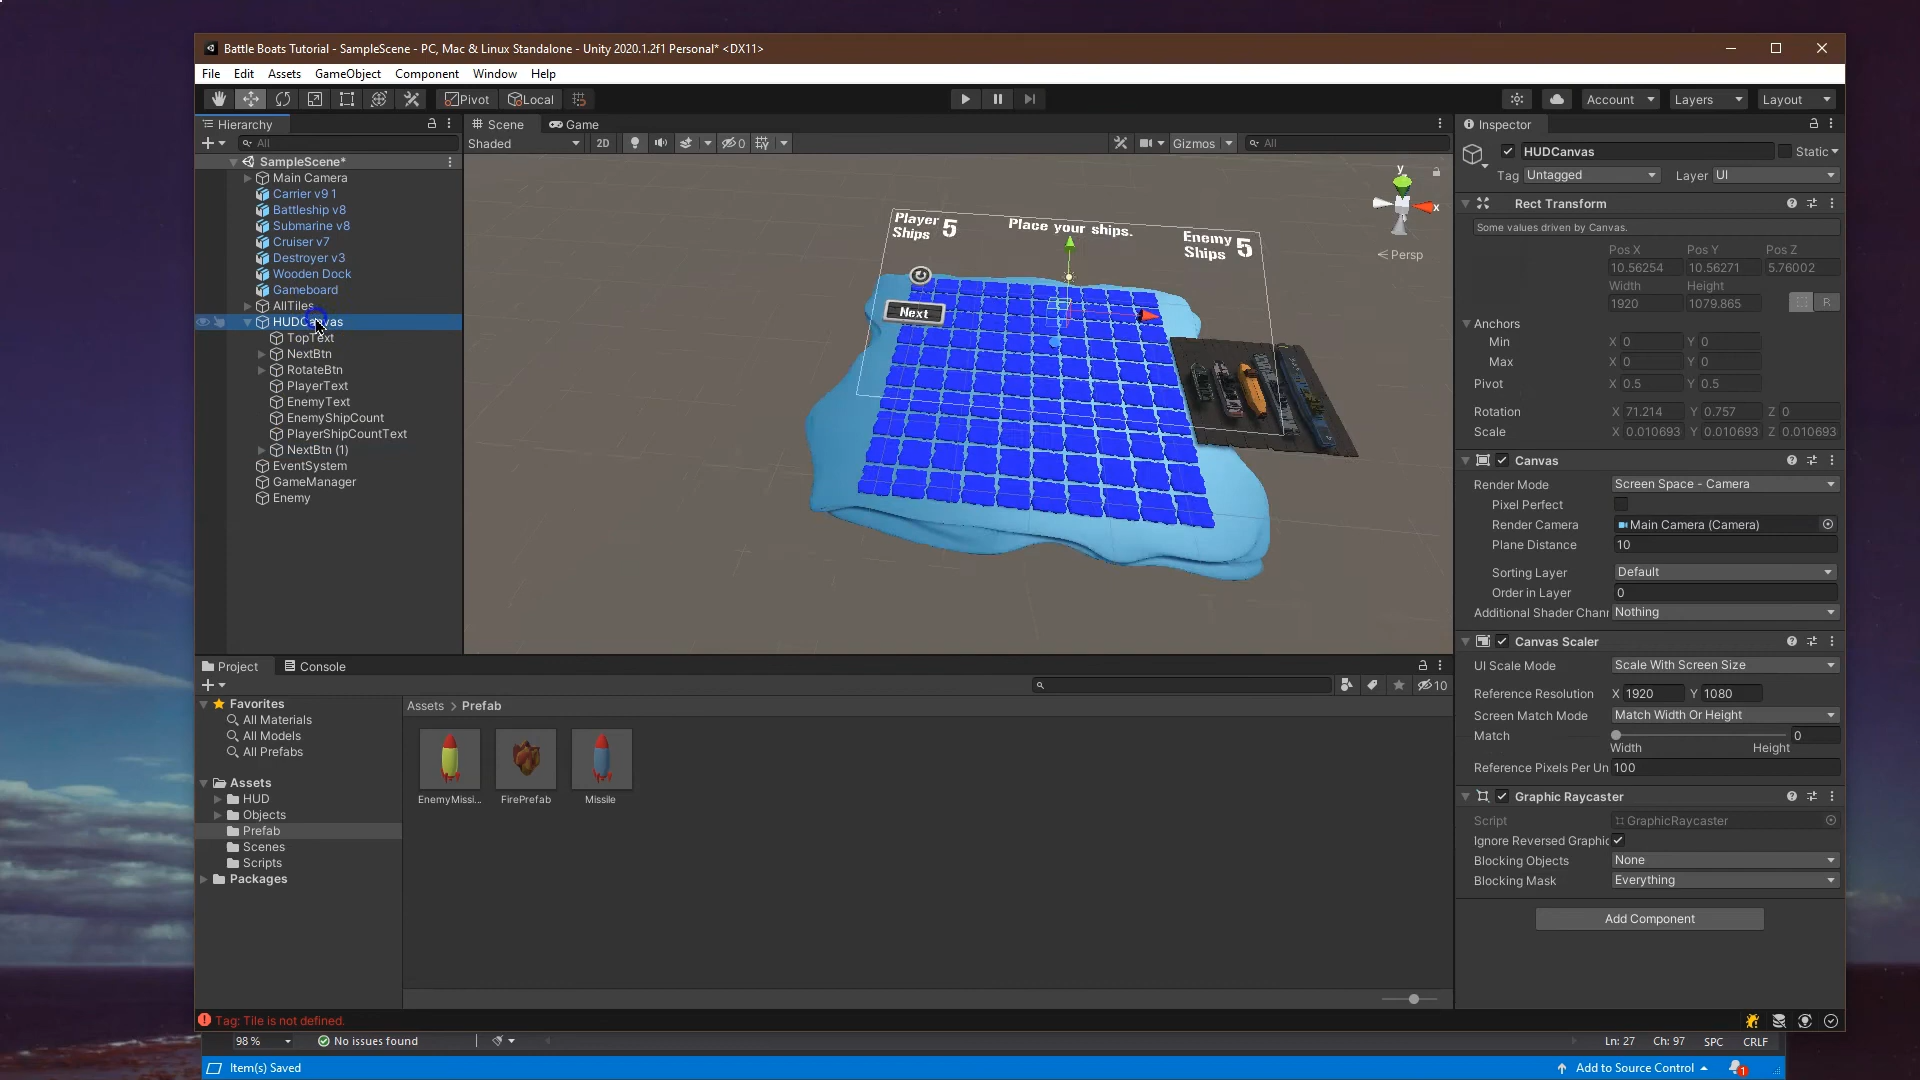 Battle Boats Tutorial - SampleScene - PC, Mac & Linux Standalone - Unity 2020.1.2f1 Personal* <DX11>
File Edit Assets GameObject Component Window Help
Pivot Local Account Layers Layout
Hierarchy
All
SampleScene*
Main Camera
Carrier v9 1
Battleship v8
Submarine v8
Cruiser v7
Destroyer v3
Wooden Dock
Gameboard
AllTiles
HUDCanvas
TopText
NextBtn
RotateBtn
PlayerText
EnemyText
EnemyShipCount
PlayerShipCountText
NextBtn (1)
EventSystem
GameManager
Enemy
Scene Game
Shaded 2D 0 Gizmos All
y
x
Persp
Player Ships 5
Place your ships.
Enemy Ships 5
Next
Inspector
HUDCanvas Static
Tag Untagged Layer UI
Rect Transform
Some values driven by Canvas.
Pos X Pos Y Pos Z
10.56254 10.56271 5.76002
Width Height
1920 1079.865 R
Anchors
Min X 0 Y 0
Max X 0 Y 0
Pivot X 0.5 Y 0.5
Rotation X 71.214 Y 0.757 Z 0
Scale X 0.010693 Y 0.010693 Z 0.010693
Canvas
Render Mode Screen Space - Camera
Pixel Perfect
Render Camera Main Camera (Camera)
Plane Distance 10
Sorting Layer Default
Order in Layer 0
Additional Shader Chann Nothing
Canvas Scaler
UI Scale Mode Scale With Screen Size
Reference Resolution X 1920 Y 1080
Screen Match Mode Match Width Or Height
Match 0
Width Height
Reference Pixels Per Un 100
Graphic Raycaster
Script GraphicRaycaster
Ignore Reversed Graphic
Blocking Objects None
Blocking Mask Everything
Add Component
Project Console
10
Favorites
All Materials
All Models
All Prefabs
Assets
HUD
Objects
Prefab
Scenes
Scripts
Packages
Assets > Prefab
EnemyMissi... FirePrefab Missile
Tag: Tile is not defined.
98 % No issues found Ln: 27 Ch: 97 SPC CRLF
Item(s) Saved Add to Source Control 1